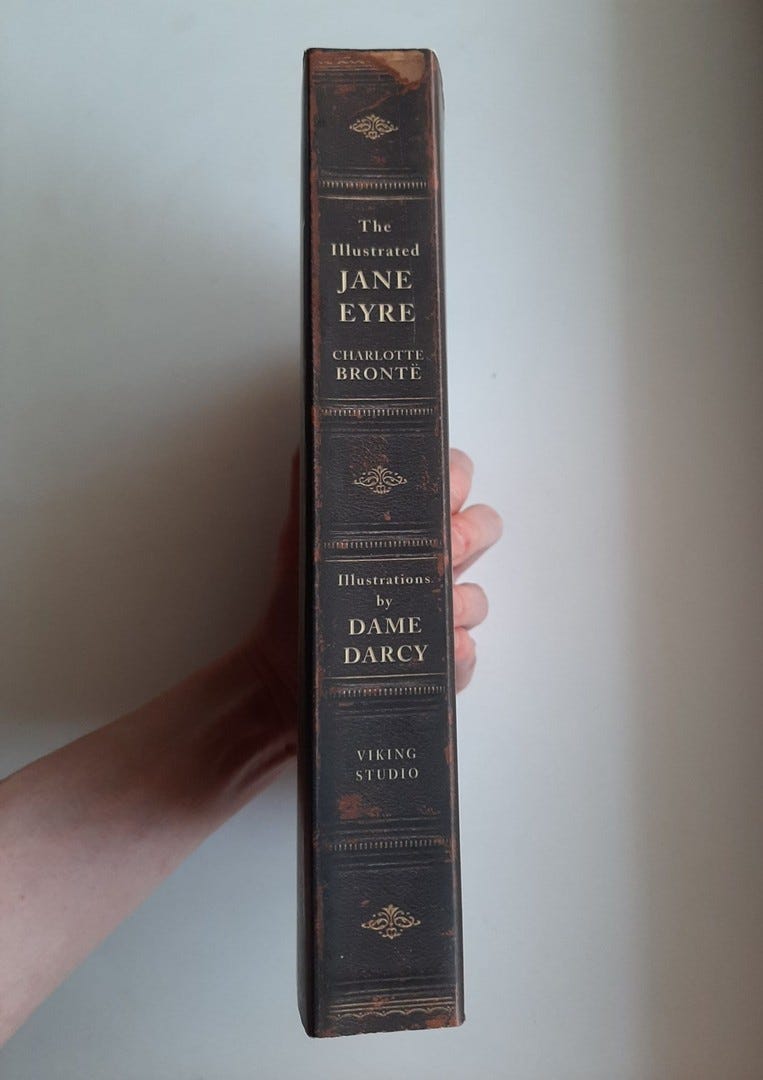 The
Illustrated
JANE
EYRE
CHARLOTTE
BRONTË
Illustrations
by
DAME
DARCY
VIKING
STUDIO